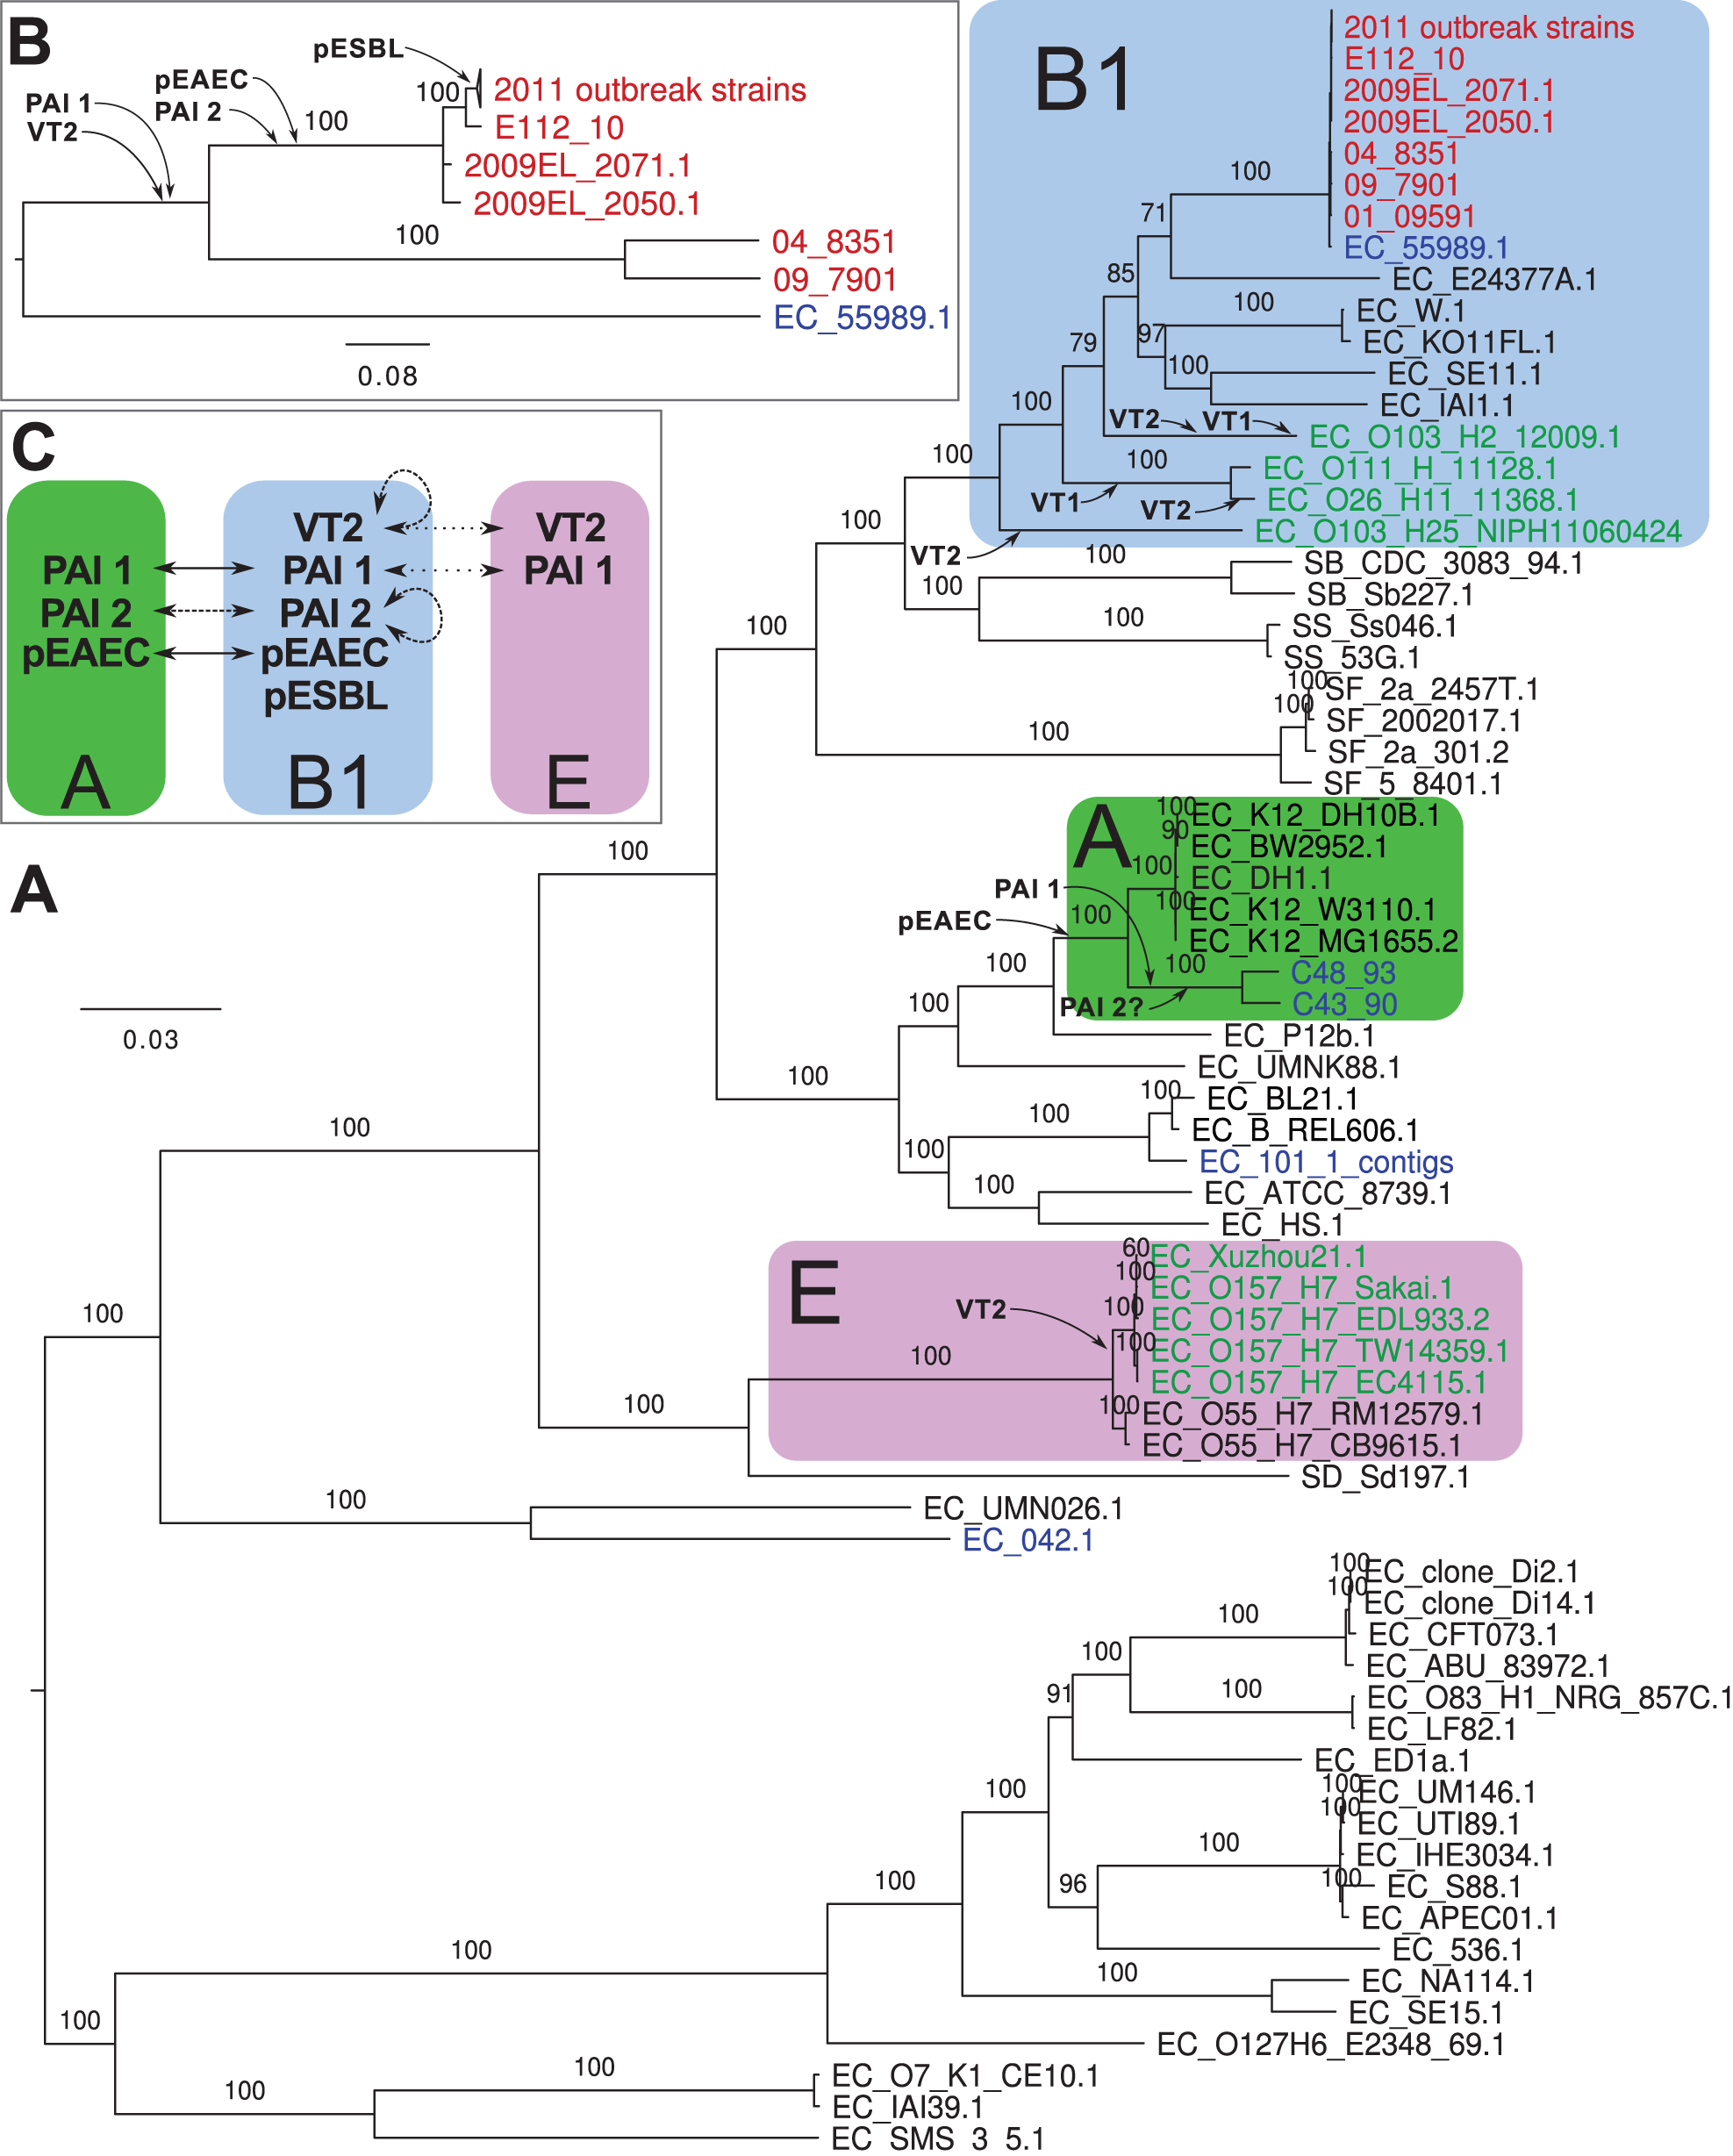 B
pESBL
pEAEC
PAI 1
PAI 2
VT2
100
100
100
2011 outbreak strains
E112_10
2009EL_2071.1
2009EL_2050.1
04_8351
09_7901
EC_55989.1
0.08
C
VT2
VT2
PAI 1
PAI 1
PAI 1
PAI 2
PAI 2
pEAEC
pEAEC
pESBL
A
B1
E
A
0.03
B1
2011 outbreak strains
E112_10
2009EL_2071.1
2009EL_2050.1
04_8351
100
09_7901
01_09591
71
EC_55989.1
85
EC_E24377A.1
100
EC_W.1
79
97
EC_KO11FL.1
100
EC_SE11.1
100
EC_IAI1.1
VT2
VT1
EC_O103_H2_12009.1
100
100
EC_O111_H_11128.1
VT1
VT2
EC_O26_H11_11368.1
100
EC_O103_H25_NIPH11060424
VT2
100
SB_CDC_3083_94.1
100
SB_Sb227.1
100
100
SS_Ss046.1
SS_53G.1
100
SF_2a_2457T.1
100
SF_2002017.1
100
SF_2a_301.2
SF_5_8401.1
A
100
EC_K12_DH10B.1
90
100
EC_BW2952.1
100
PAI 1
EC_DH1.1
100
pEAEC
100
EC_K12_W3110.1
EC_K12_MG1655.2
100
100
C48_93
100
PAI 2?
C43_90
EC_P12b.1
100
EC_UMNK88.1
100
EC_BL21.1
100
100
EC_B_REL606.1
100
EC_101_1_contigs
100
EC_ATCC_8739.1
EC_HS.1
E
60
EC_Xuzhou21.1
100
EC_O157_H7_Sakai.1
VT2
100
100
EC_O157_H7_EDL933.2
100
EC_O157_H7_TW14359.1
100
EC_O157_H7_EC4115.1
100
100
EC_O55_H7_RM12579.1
EC_O55_H7_CB9615.1
SD_Sd197.1
100
EC_UMN026.1
EC_042.1
100
EC_clone_Di2.1
100
EC_clone_Di14.1
100
EC_CFT073.1
100
EC_ABU_83972.1
91
100
EC_O83_H1_NRG_857C.1
EC_LF82.1
EC_ED1a.1
100
100
EC_UM146.1
100
EC_UTI89.1
100
EC_IHE3034.1
100
96
100
EC_S88.1
EC_APEC01.1
100
EC_536.1
100
EC_NA114.1
100
EC_SE15.1
EC_O127H6_E2348_69.1
100
EC_O7_K1_CE10.1
100
EC_IAI39.1
EC_SMS_3_5.1